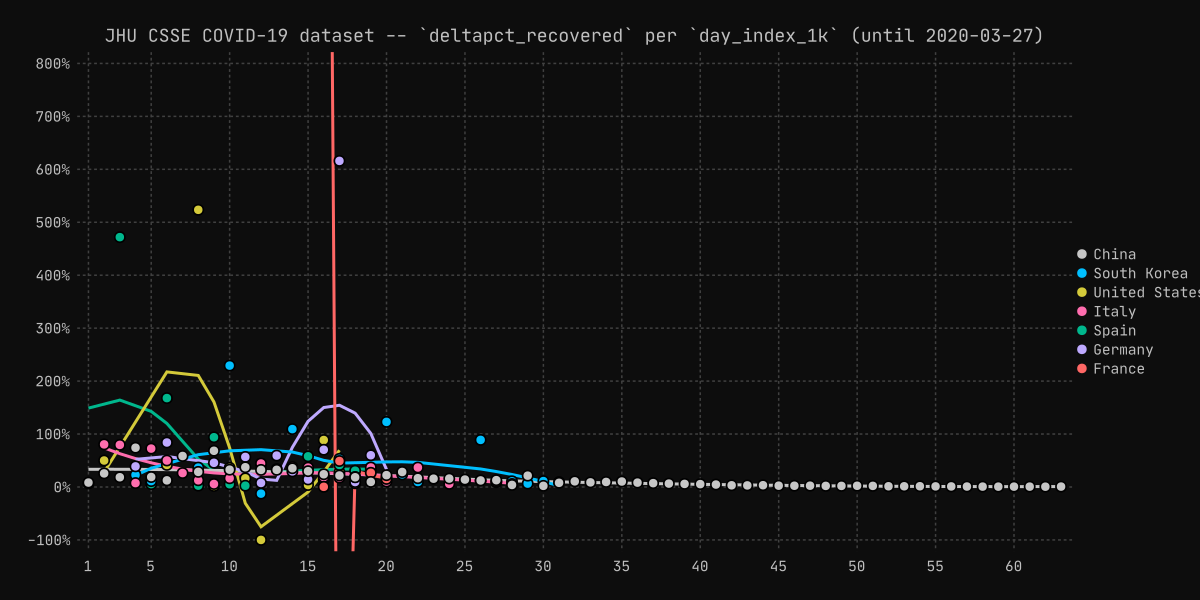 JHU CSSE COVID-19 dataset -- `deltapct_recovered` per `day_index_1k` (until 2020-03-27)
800%
700%
600%
500%
400%
300%
200%
100%
0%
-100%
1 5 10 15 20 25 30 35 40 45 50 55 60
China
South Korea
United States
Italy
Spain
Germany
France